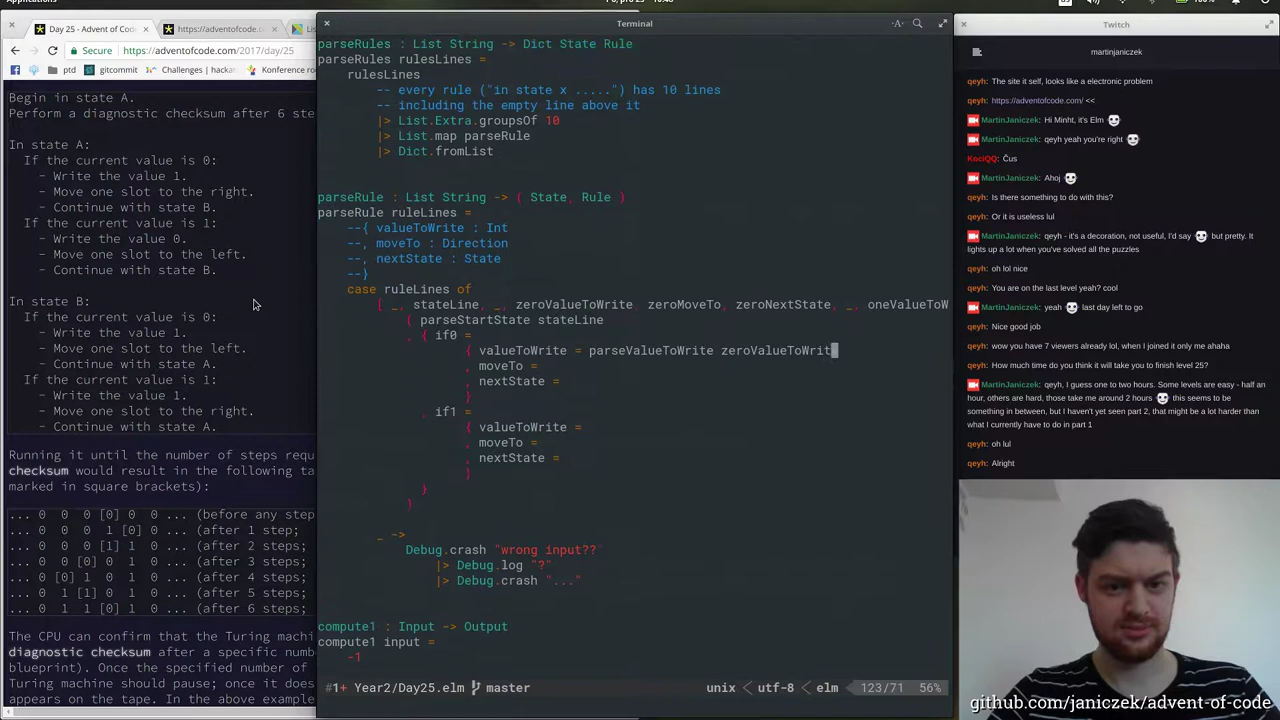 Applications
Day 25 - Advent of Code
https://adventofcode.com
Secure
https://adventofcode.com/2017/day/25
ptd
gitcommit
Challenges | hacka
Konference ro
Begin in state A.
Perform a diagnostic checksum after 6 ste
In state A:
If the current value is 0:
- Write the value 1.
- Move one slot to the right.
- Continue with state B.
If the current value is 1:
- Write the value 0.
- Move one slot to the left.
- Continue with state B.
In state B:
If the current value is 0:
- Write the value 1.
- Move one slot to the left.
- Continue with state A.
If the current value is 1:
- Write the value 1.
- Move one slot to the right.
- Continue with state A.
Running it until the number of steps requ
checksum would result in the following ta
marked in square brackets):
... 0 0 0 [0] 0 0 ... (before any step
... 0 0 0 1 [0] 0 ... (after 1 step;
... 0 0 [0] 1 0 ... (after 2 steps;
... 0 0 [0] 0 1 0 ... (after 3 steps;
... 0 [0] 1 0 1 0 ... (after 4 steps;
... 0 1 [1] 0 1 0 ... (after 5 steps;
... 0 1 1 [0] 1 0 ... (after 6 steps;
The CPU can confirm that the Turing machi
diagnostic checksum after a specific numb
blueprint). Once the specified number of
Turing machine should pause; once it does
appears on the tape. In the above example
Terminal
parseRules : List String -> Dict State Rule
parseRules rulesLines =
rulesLines
-- every rule ("in state x .....") has 10 lines
-- including the empty line above it
|> List.Extra.groupsOf 10
|> List.map parseRule
|> Dict.fromList
parseRule : List String -> ( State, Rule )
parseRule ruleLines =
--{ valueToWrite : Int
--, moveTo : Direction
--, nextState : State
--}
case ruleLines of
[ _, stateLine, _, zeroValueToWrite, zeroMoveTo, zeroNextState, _, oneValueToW
( parseStartState stateLine
, { if0 =
{ valueToWrite = parseValueToWrite zeroValueToWrit
, moveTo =
, nextState =
}
, if1 =
{ valueToWrite =
, moveTo =
, nextState =
}
}
)
_ ->
Debug.crash "wrong input??"
|> Debug.log "?"
|> Debug.crash "..."
compute1 : Input -> Output
compute1 input =
-1
#1+ Year2/Day25.elm master
unix < utf-8 < elm 123/71 56%
Twitch
martinjaniczek
qeyh: The site it self, looks like a electronic problem
qeyh: https://adventofcode.com/ <<
MartinJaniczek: Hi Minht, it's Elm
MartinJaniczek: qeyh yeah you're right
KociQQ: Čus
MartinJaniczek: Ahoj
qeyh: Is there something to do with this?
qeyh: Or it is useless lul
MartinJaniczek: qeyh - it's a decoration, not useful, I'd say but pretty. It
lights up a lot when you've solved all the puzzles
qeyh: oh lol nice
qeyh: You are on the last level yeah? cool
MartinJaniczek: yeah last day left to go
qeyh: Nice good job
qeyh: wow you have 7 viewers already lol, when I joined it only me ahaha
qeyh: How much time do you think it will take you to finish level 25?
MartinJaniczek: qeyh, I guess one to two hours. Some levels are easy - half an
hour, others are hard, those take me around 2 hours this seems to be
something in between, but I haven't yet seen part 2, that might be a lot harder than
what I currently have to do in part 1
qeyh: oh lul
qeyh: Alright
github.com/janiczek/advent-of-code